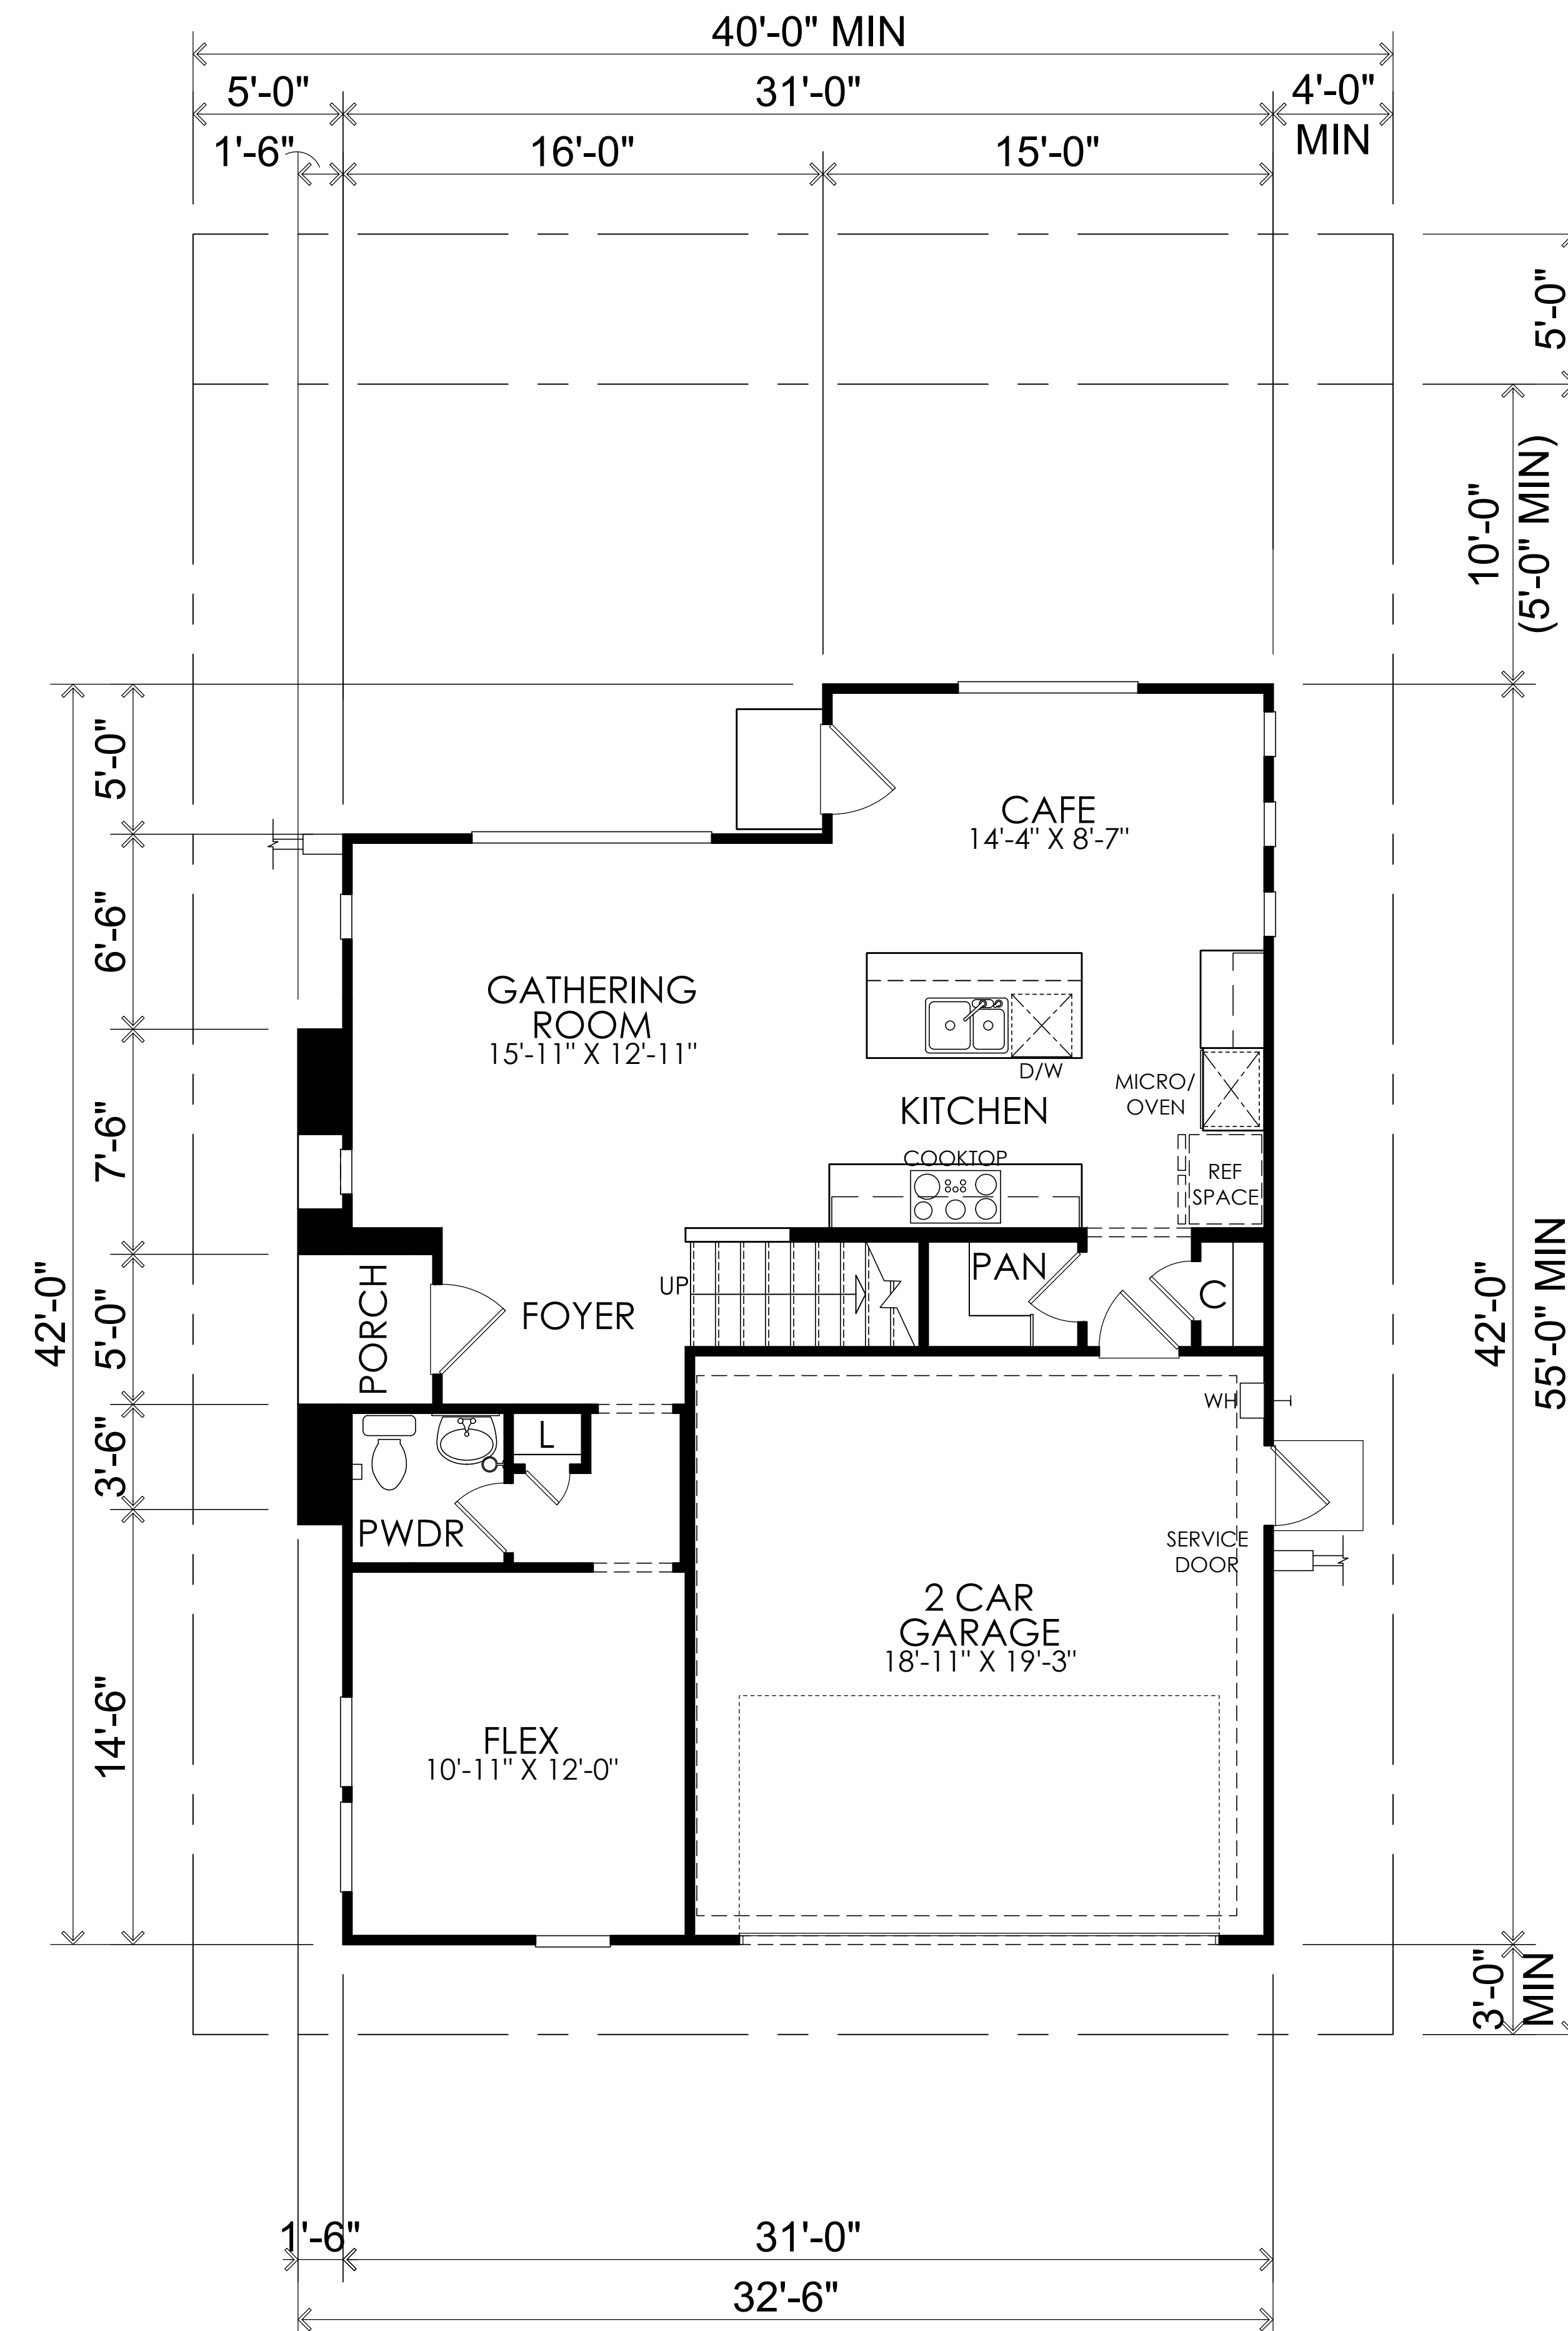 40'-0" MIN
5'-0"
31'-0"
4'-0"
MIN
1'-6"
16'-0"
15'-0"
5'-0"
10'-0"
(5'-0" MIN)
5'-0"
6'-6"
7'-6"
5'-0"
3'-6"
14'-6"
42'-0"
CAFE
14'-4" X 8'-7"
GATHERING
ROOM
15'-11" X 12'-11"
D/W
MICRO/
OVEN
KITCHEN
COOKTOP
REF
SPACE
PAN
C
UP
FOYER
PORCH
WH
L
PWDR
SERVICE
DOOR
2 CAR
GARAGE
18'-11" X 19'-3"
FLEX
10'-11" X 12'-0"
42'-0"
55'-0" MIN
3'-0"
MIN
1'-6"
31'-0"
32'-6"